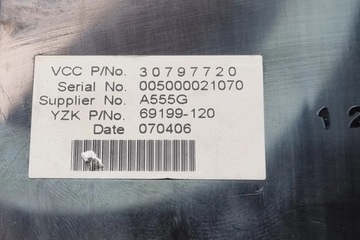 VCC P/No. 30797720
Serial No. 005000021070
Supplier No. A555G
YZK P/No. 69199-120
Date 070406